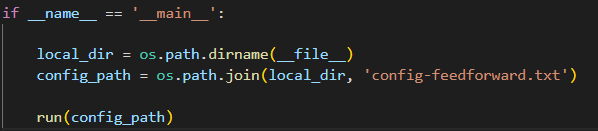 if __name__ == '__main__':
local_dir = os.path.dirname(__file__)
config_path = os.path.join(local_dir, 'config-feedforward.txt')
run(config_path)